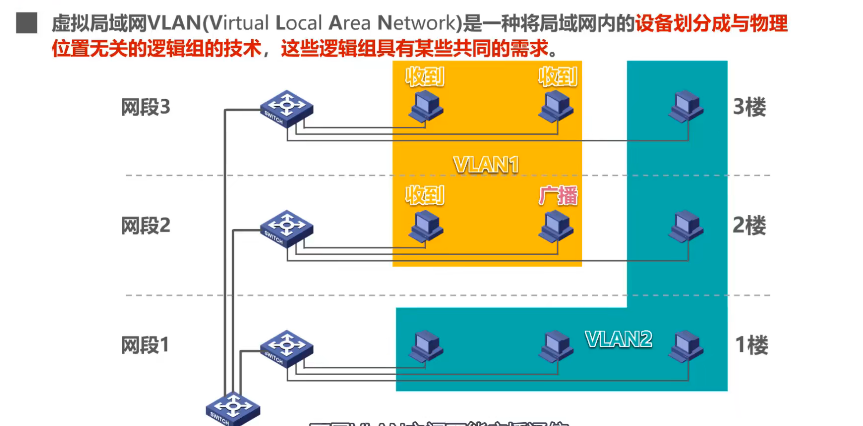 虚拟局域网VLAN(Virtual Local Area Network)是一种将局域网内的设备划分成与物理
位置无关的逻辑组的技术，这些逻辑组具有某些共同的需求。
收到 收到
网段3 SWITCH 3楼
VLAN1
收到 广播
网段2 SWITCH 2楼
VLAN2
网段1 SWITCH 1楼
SWITCH